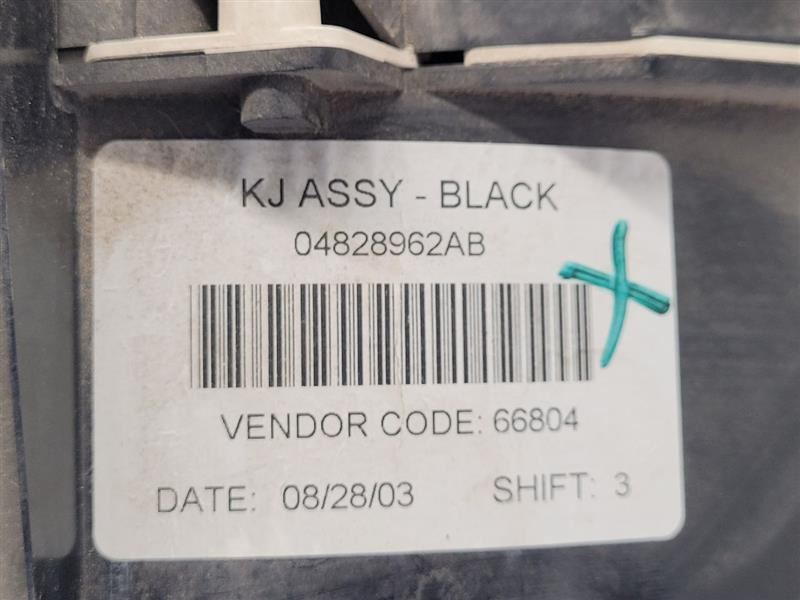 KJ ASSY - BLACK
04828962AB
VENDOR CODE: 66804
DATE: 08/28/03 SHIFT: 3